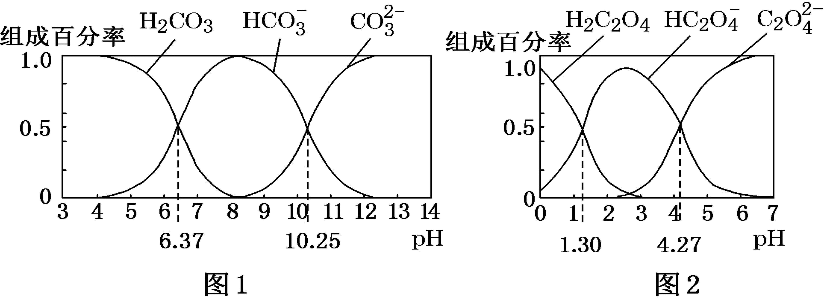 H₂CO₃ HCO₃⁻ CO₃²⁻
组成百分率
1.0
0.5
0
3 4 5 6 7 8 9 10 11 12 13 14
6.37 10.25 pH
图1
H₂C₂O₄ HC₂O₄⁻ C₂O₄²⁻
组成百分率
1.0
0.5
0
0 1 2 3 4 5 6 7
1.30 4.27 pH
图2